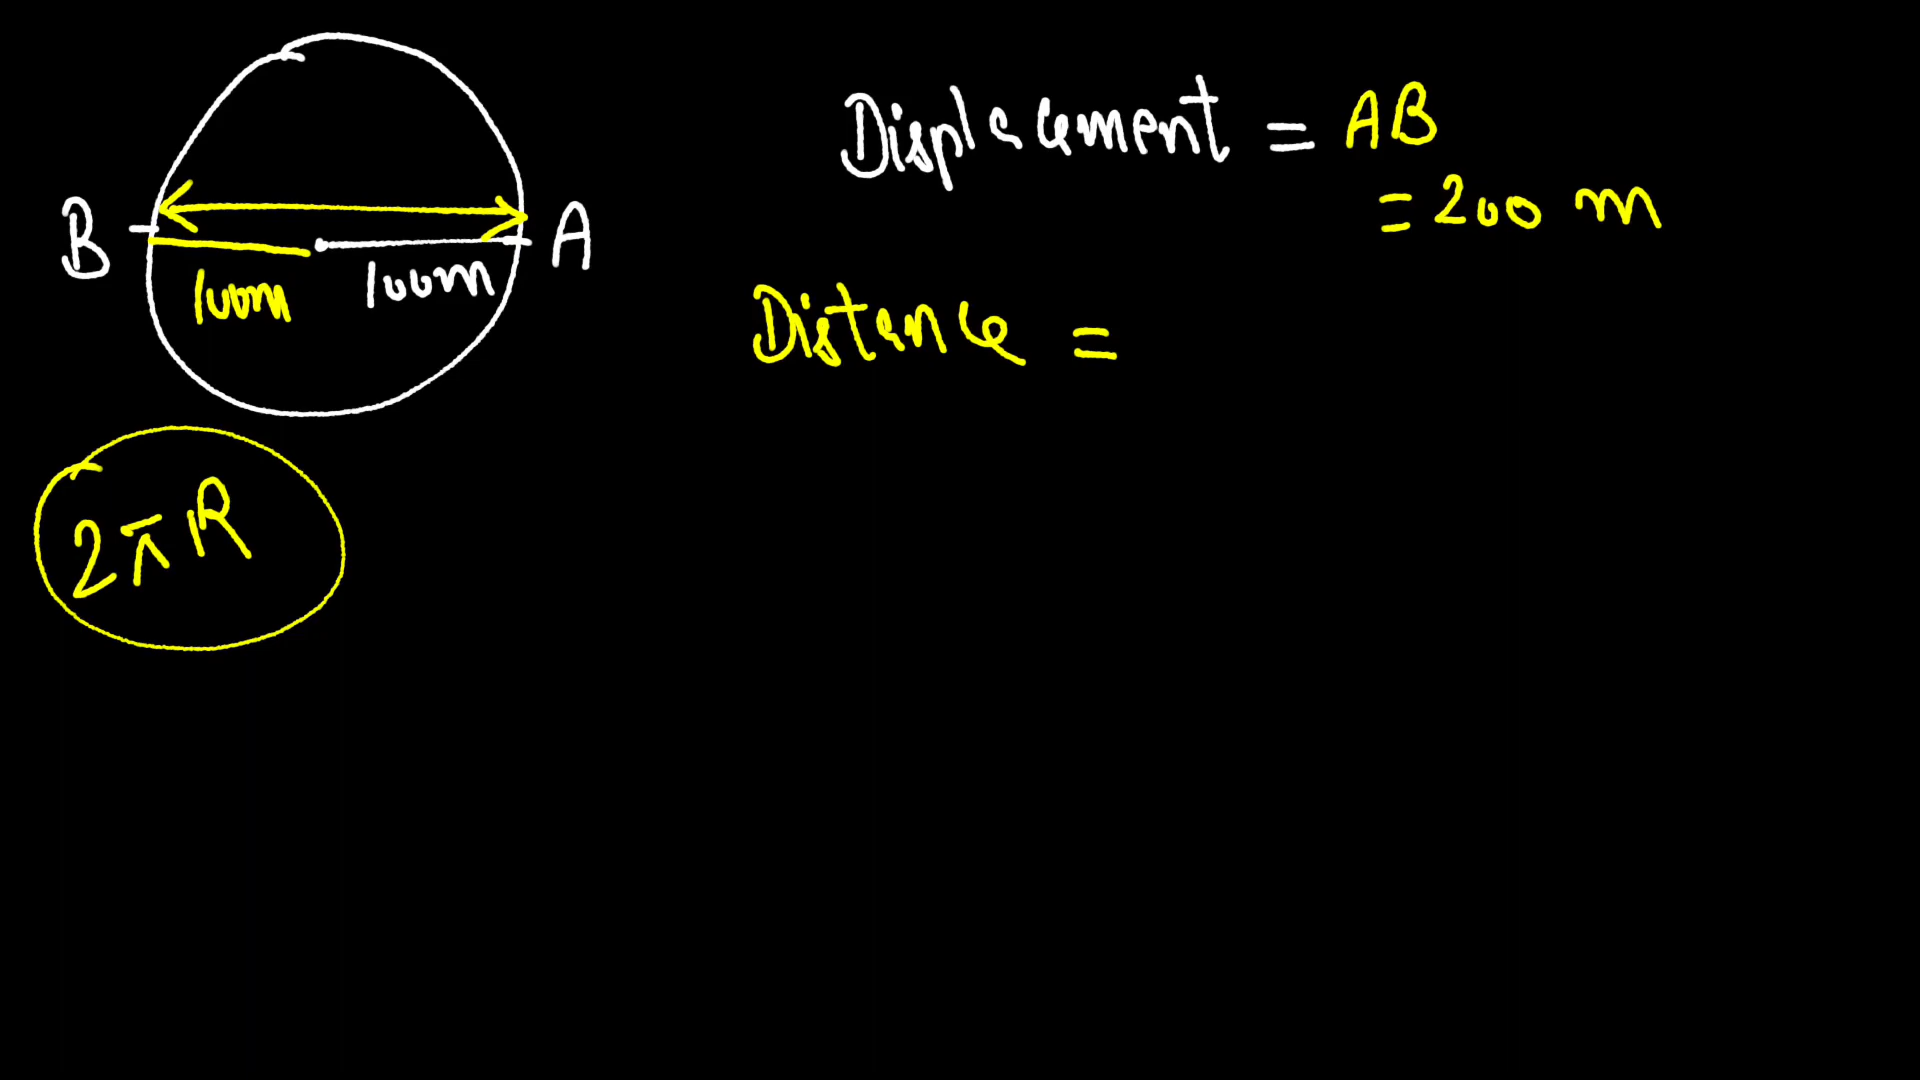 Displacement = AB
= 200 m
B
A
100m
100m
Distance =
2πR